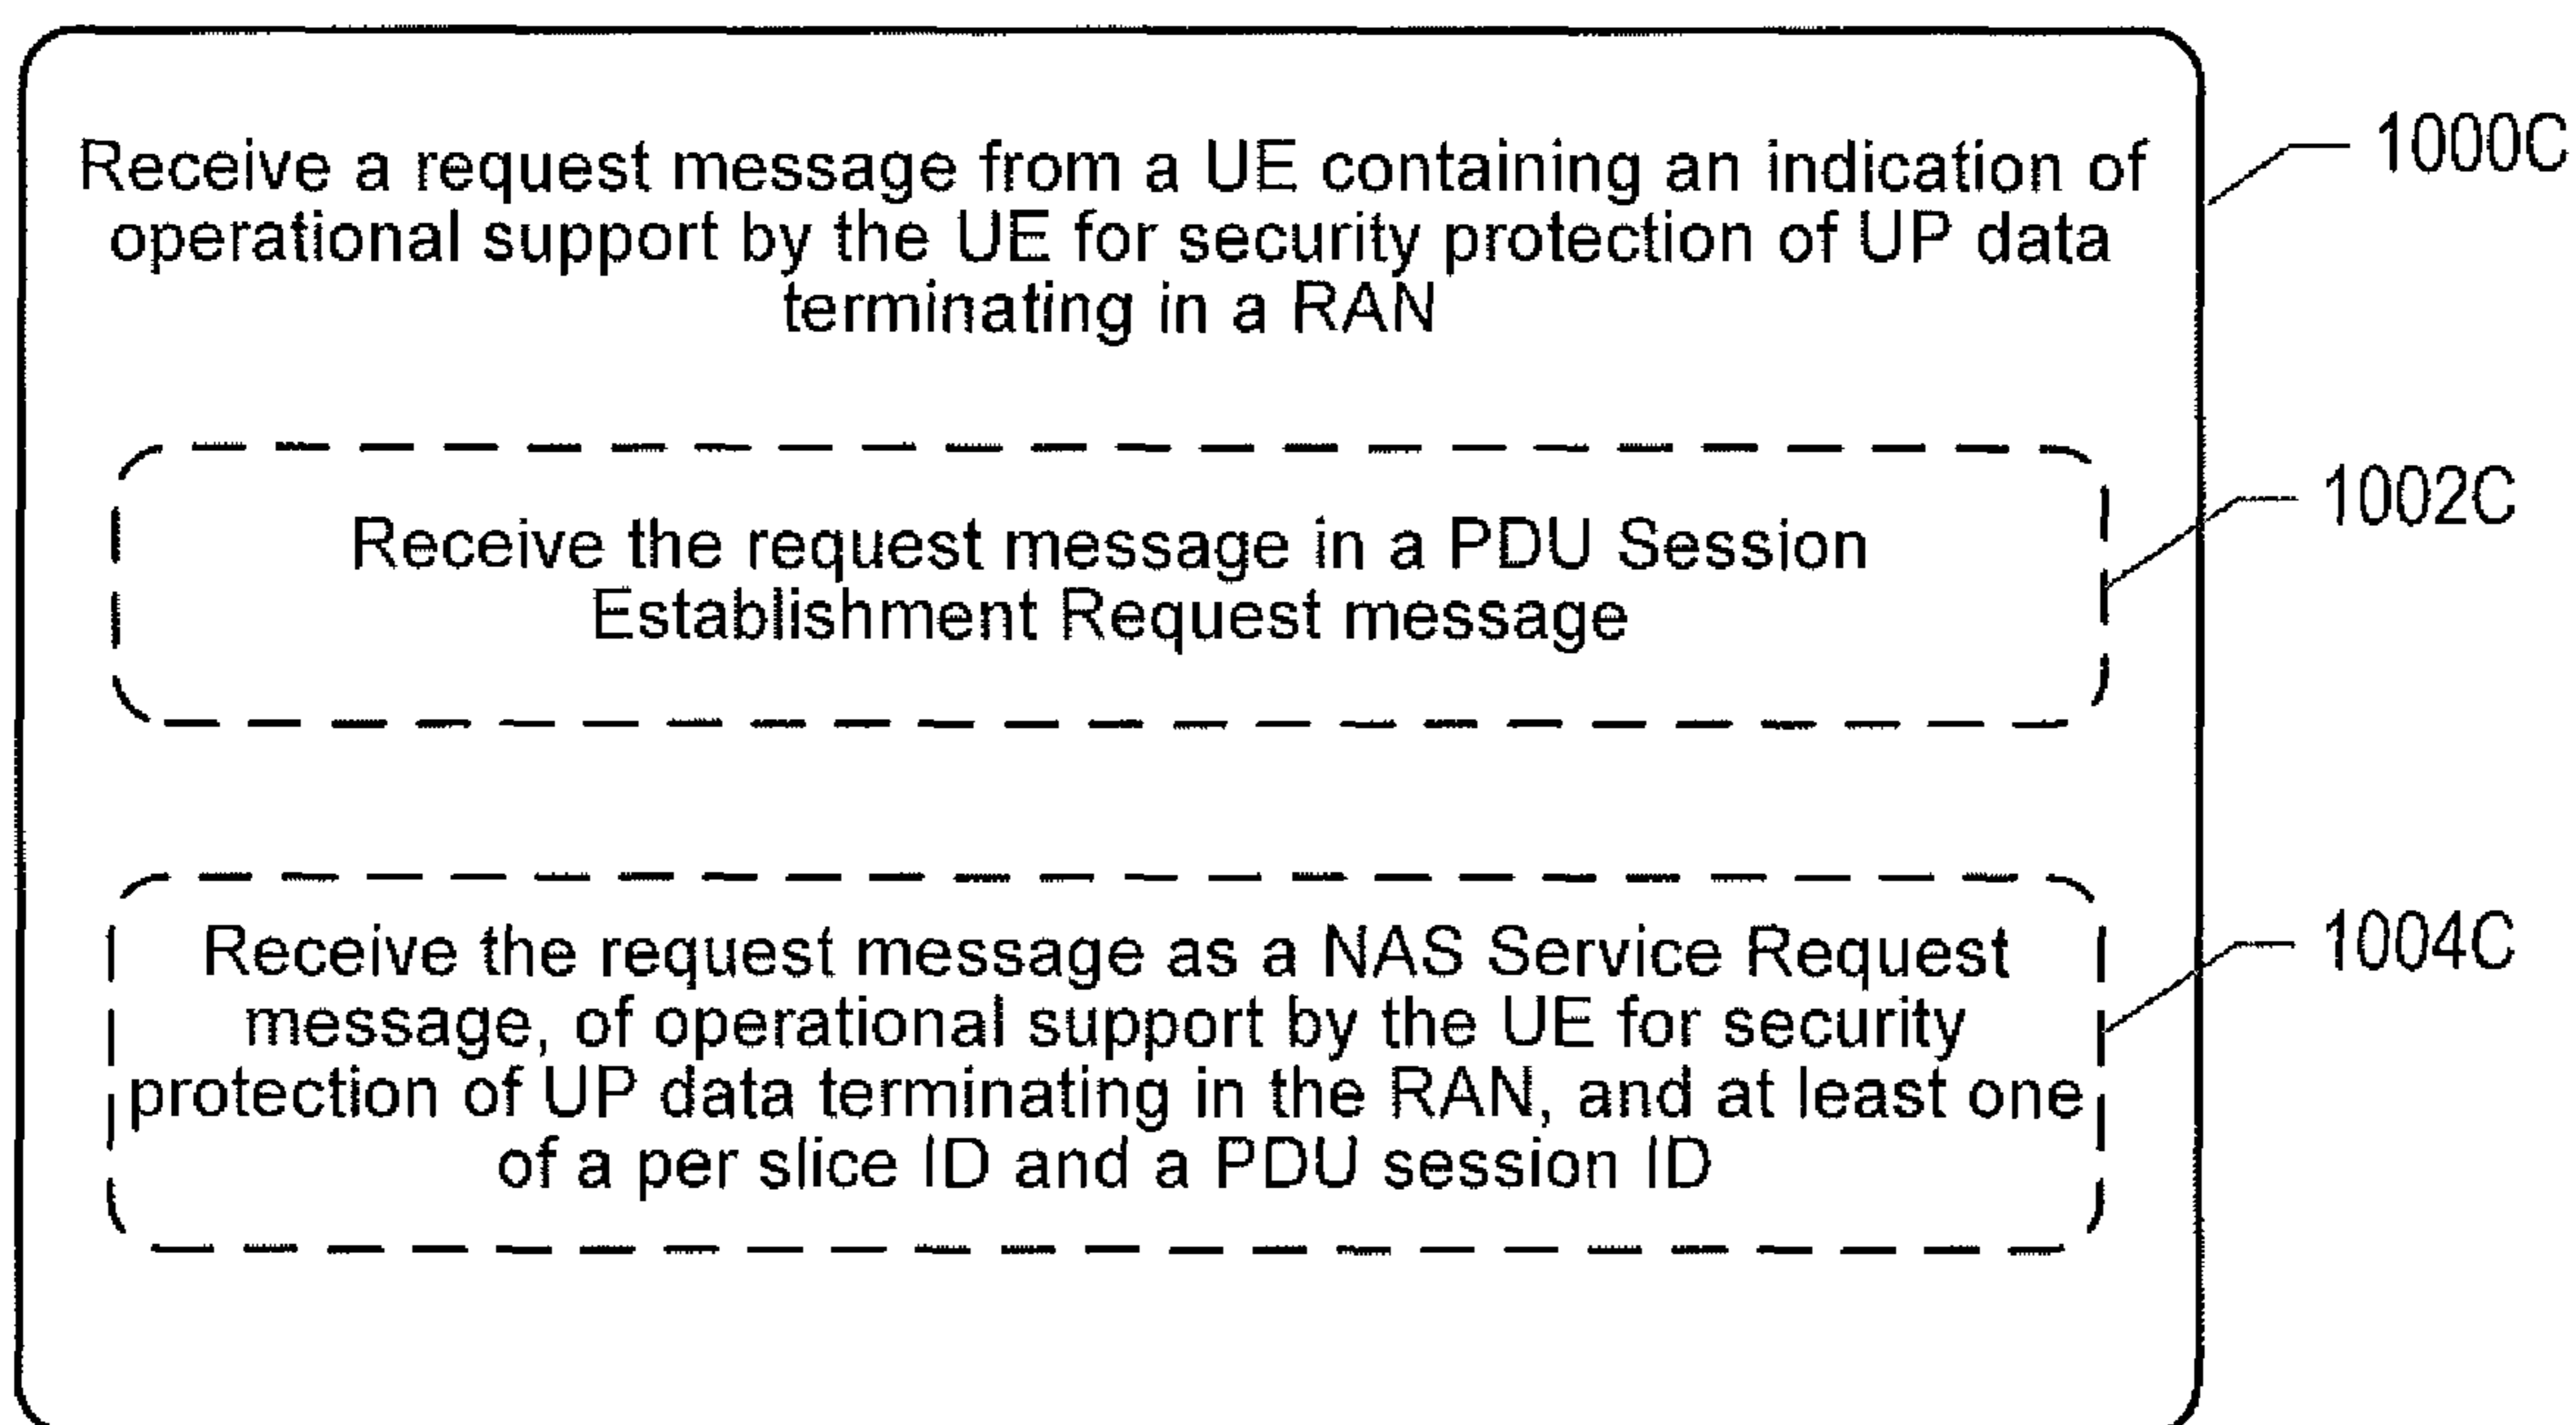 Receive a request message from a UE containing an indication of
operational support by the UE for security protection of UP data
terminating in a RAN
1000C
Receive the request message in a PDU Session
Establishment Request message
1002C
Receive the request message as a NAS Service Request
message, of operational support by the UE for security
protection of UP data terminating in the RAN, and at least one
of a per slice ID and a PDU session ID
1004C